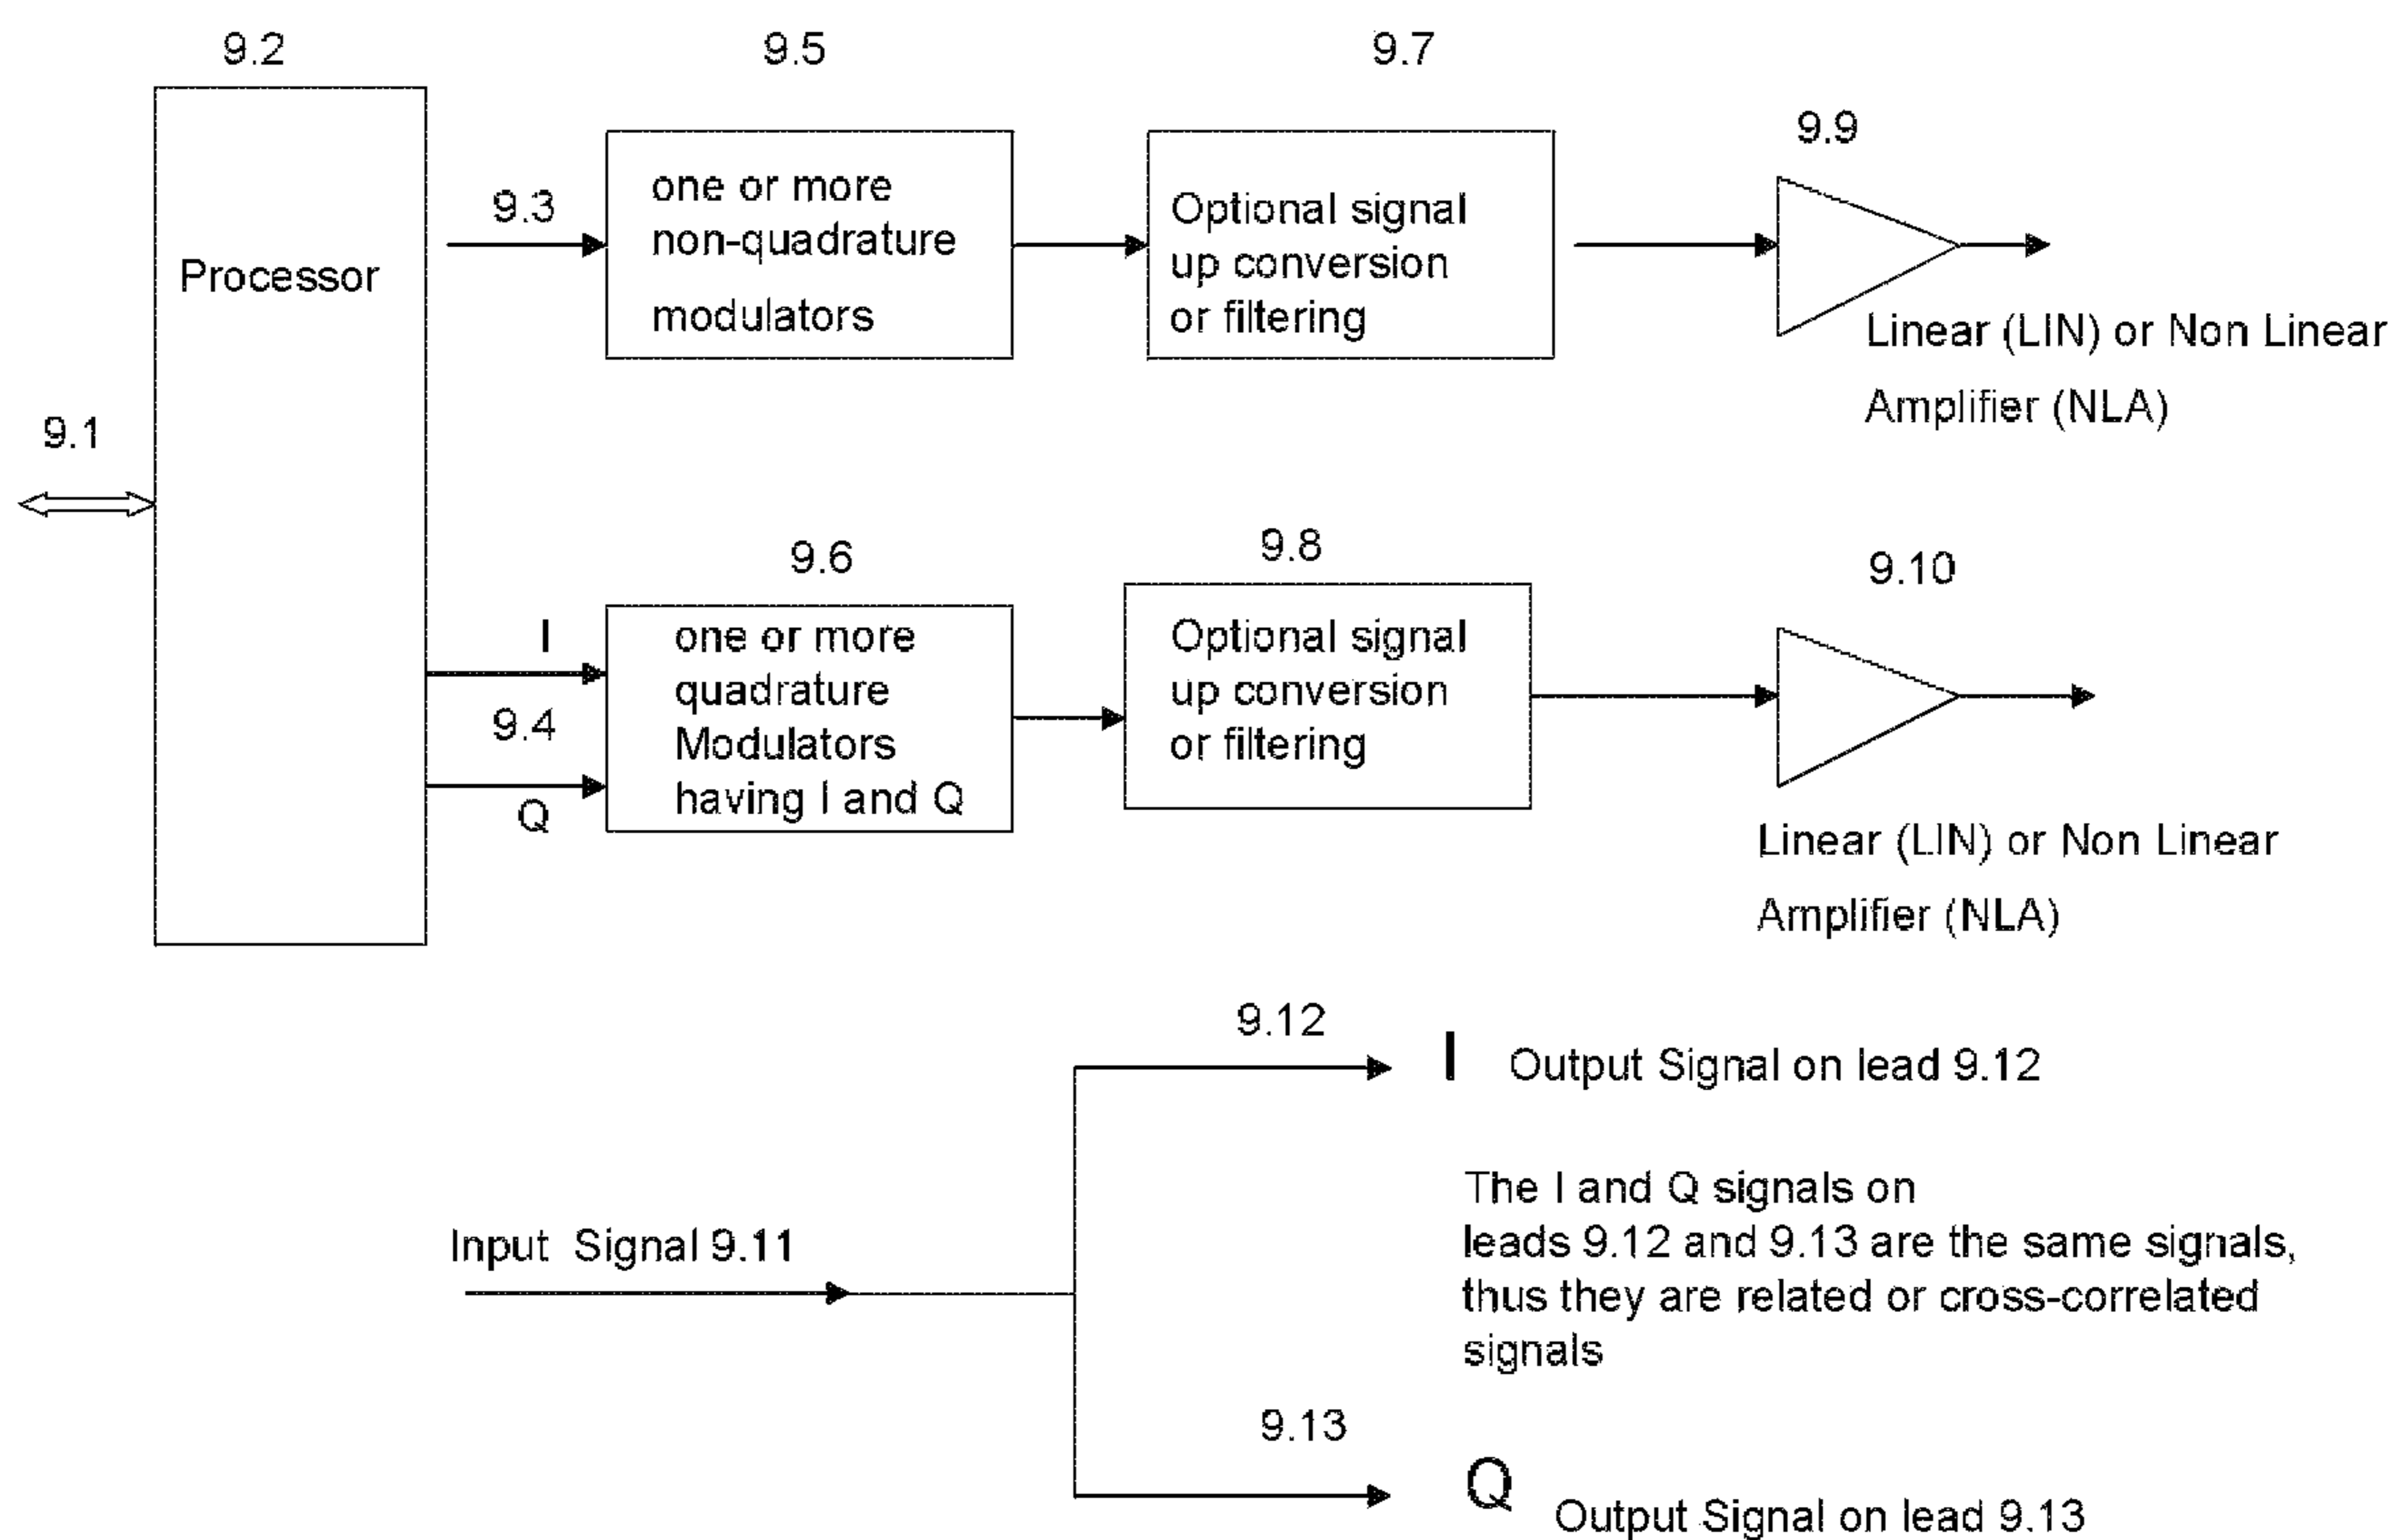 9.2
9.5
9.7
9.9
Processor
9.3
one or more
non-quadrature
modulators
Optional signal
up conversion
or filtering
Linear (LIN) or Non Linear
Amplifier (NLA)
9.1
9.6
9.8
9.10
I
9.4
Q
one or more
quadrature
Modulators
having I and Q
Optional signal
up conversion
or filtering
Linear (LIN) or Non Linear
Amplifier (NLA)
9.12
I Output Signal on lead 9.12
The I and Q signals on
leads 9.12 and 9.13 are the same signals,
thus they are related or cross-correlated
signals
Input Signal 9.11
9.13
Q Output Signal on lead 9.13